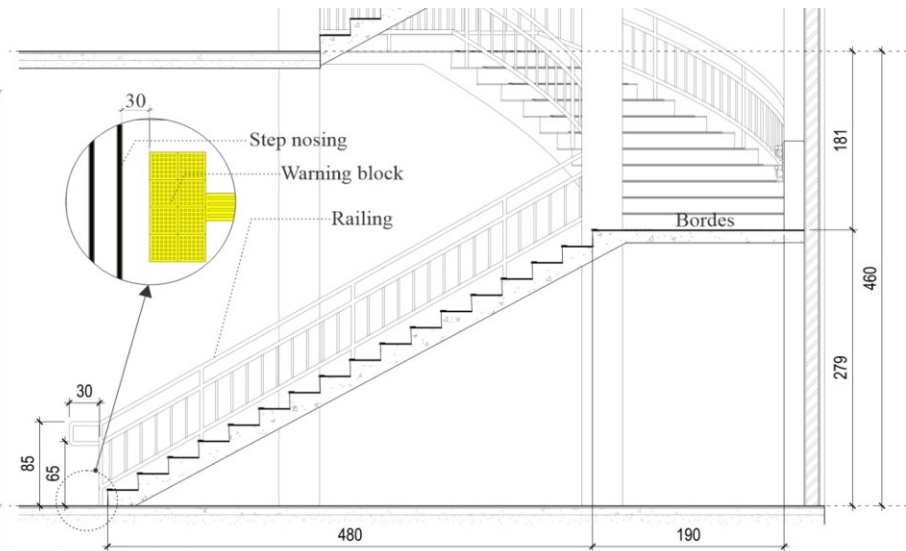 30
Step nosing
Warning block
Railing
Bordes
181
460
279
30
85
65
480
190